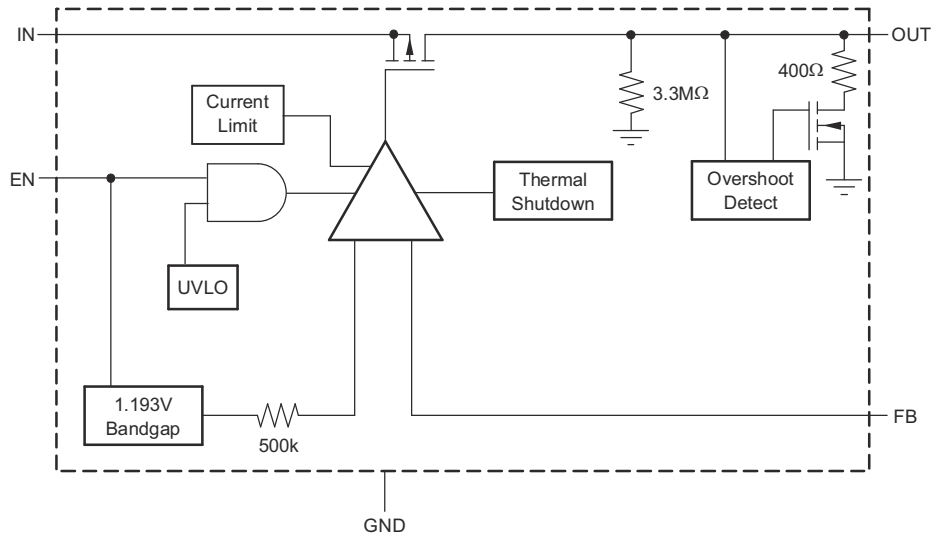 IN
OUT
400Ω
3.3MΩ
Current
Limit
EN
Thermal
Shutdown
Overshoot
Detect
UVLO
1.193V
Bandgap
500k
FB
GND